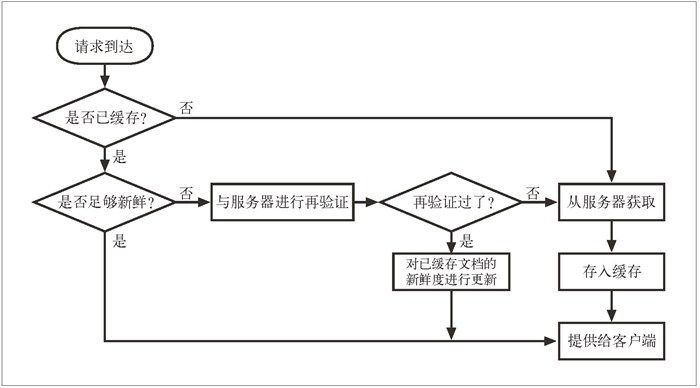 请求到达
是否已缓存?
否
是
是否足够新鲜?
否
与服务器进行再验证
再验证过了?
否
从服务器获取
是
是
对已缓存文档的
新鲜度进行更新
存入缓存
提供给客户端